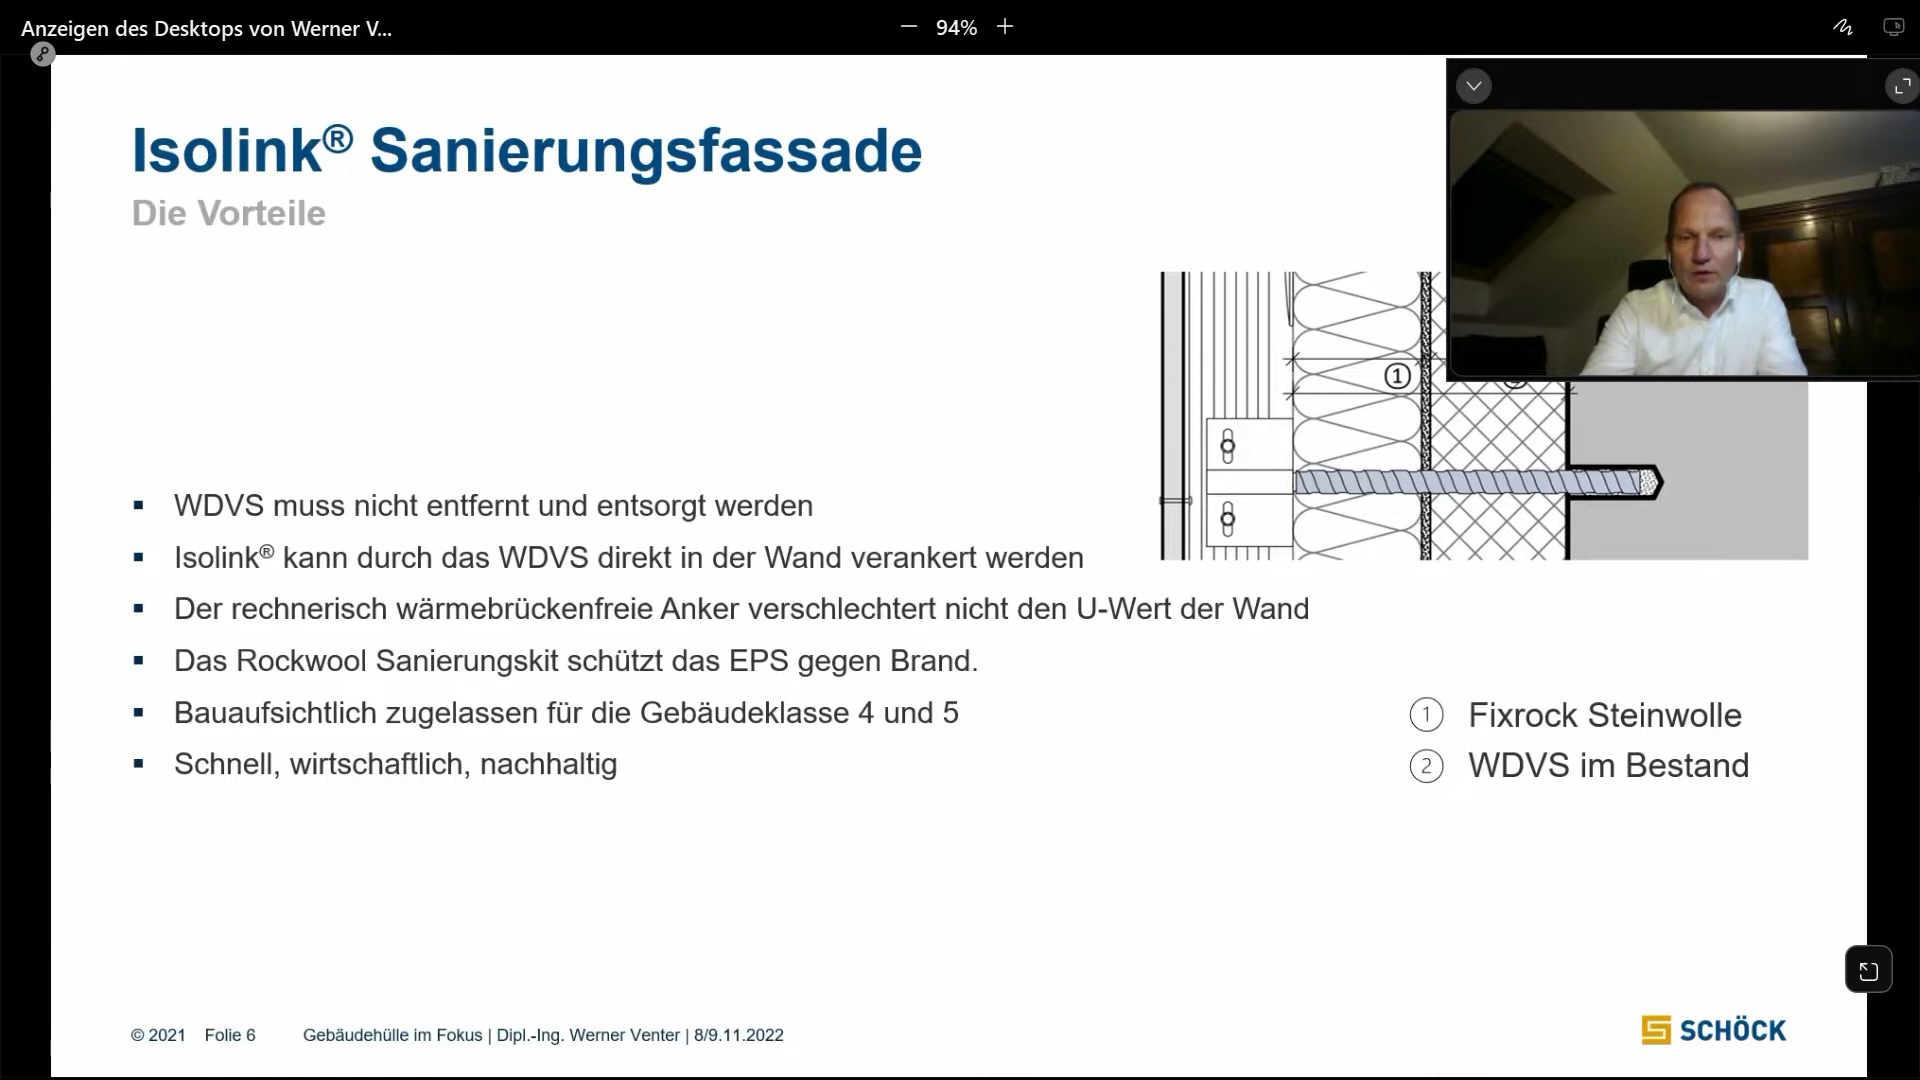 Anzeigen des Desktops von Werner V...
94%
Isolink® Sanierungsfassade
Die Vorteile
①
▪ WDVS muss nicht entfernt und entsorgt werden
▪ Isolink® kann durch das WDVS direkt in der Wand verankert werden
▪ Der rechnerisch wärmebrückenfreie Anker verschlechtert nicht den U-Wert der Wand
▪ Das Rockwool Sanierungskit schützt das EPS gegen Brand.
▪ Bauaufsichtlich zugelassen für die Gebäudeklasse 4 und 5
▪ Schnell, wirtschaftlich, nachhaltig
① Fixrock Steinwolle
② WDVS im Bestand
© 2021 Folie 6 Gebäudehülle im Fokus | Dipl.-Ing. Werner Venter | 8/9.11.2022
SCHÖCK